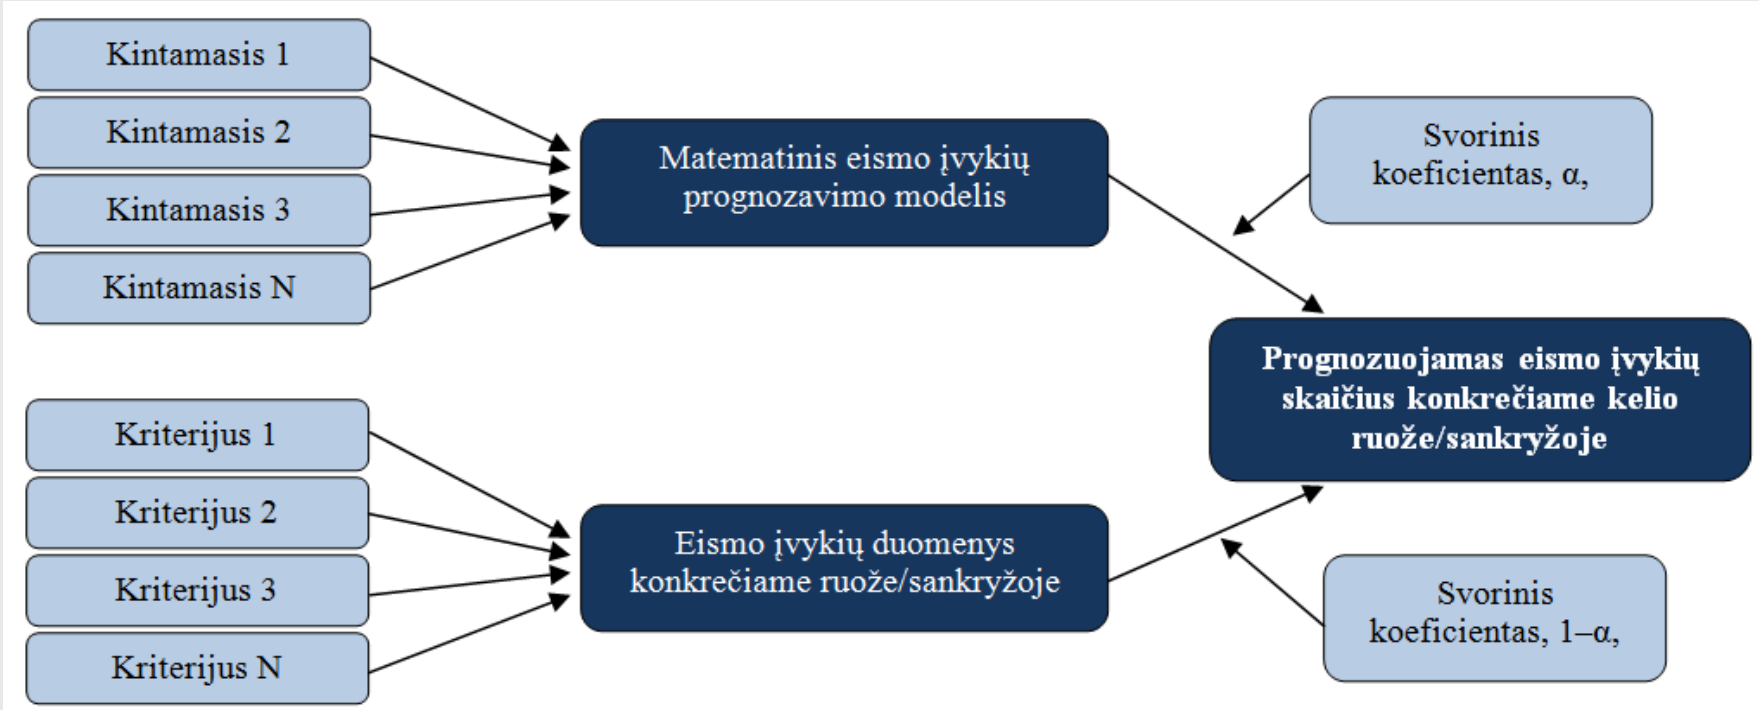 Kintamasis 1
Kintamasis 2
Kintamasis 3
Kintamasis N
Matematinis eismo įvykių
prognozavimo modelis
Svorinis
koeficientas, α,
Prognozuojamas eismo įvykių
skaičius konkrečiame kelio
ruože/sankryžoje
Kriterijus 1
Kriterijus 2
Kriterijus 3
Kriterijus N
Eismo įvykių duomenys
konkrečiame ruože/sankryžoje
Svorinis
koeficientas, 1–α,